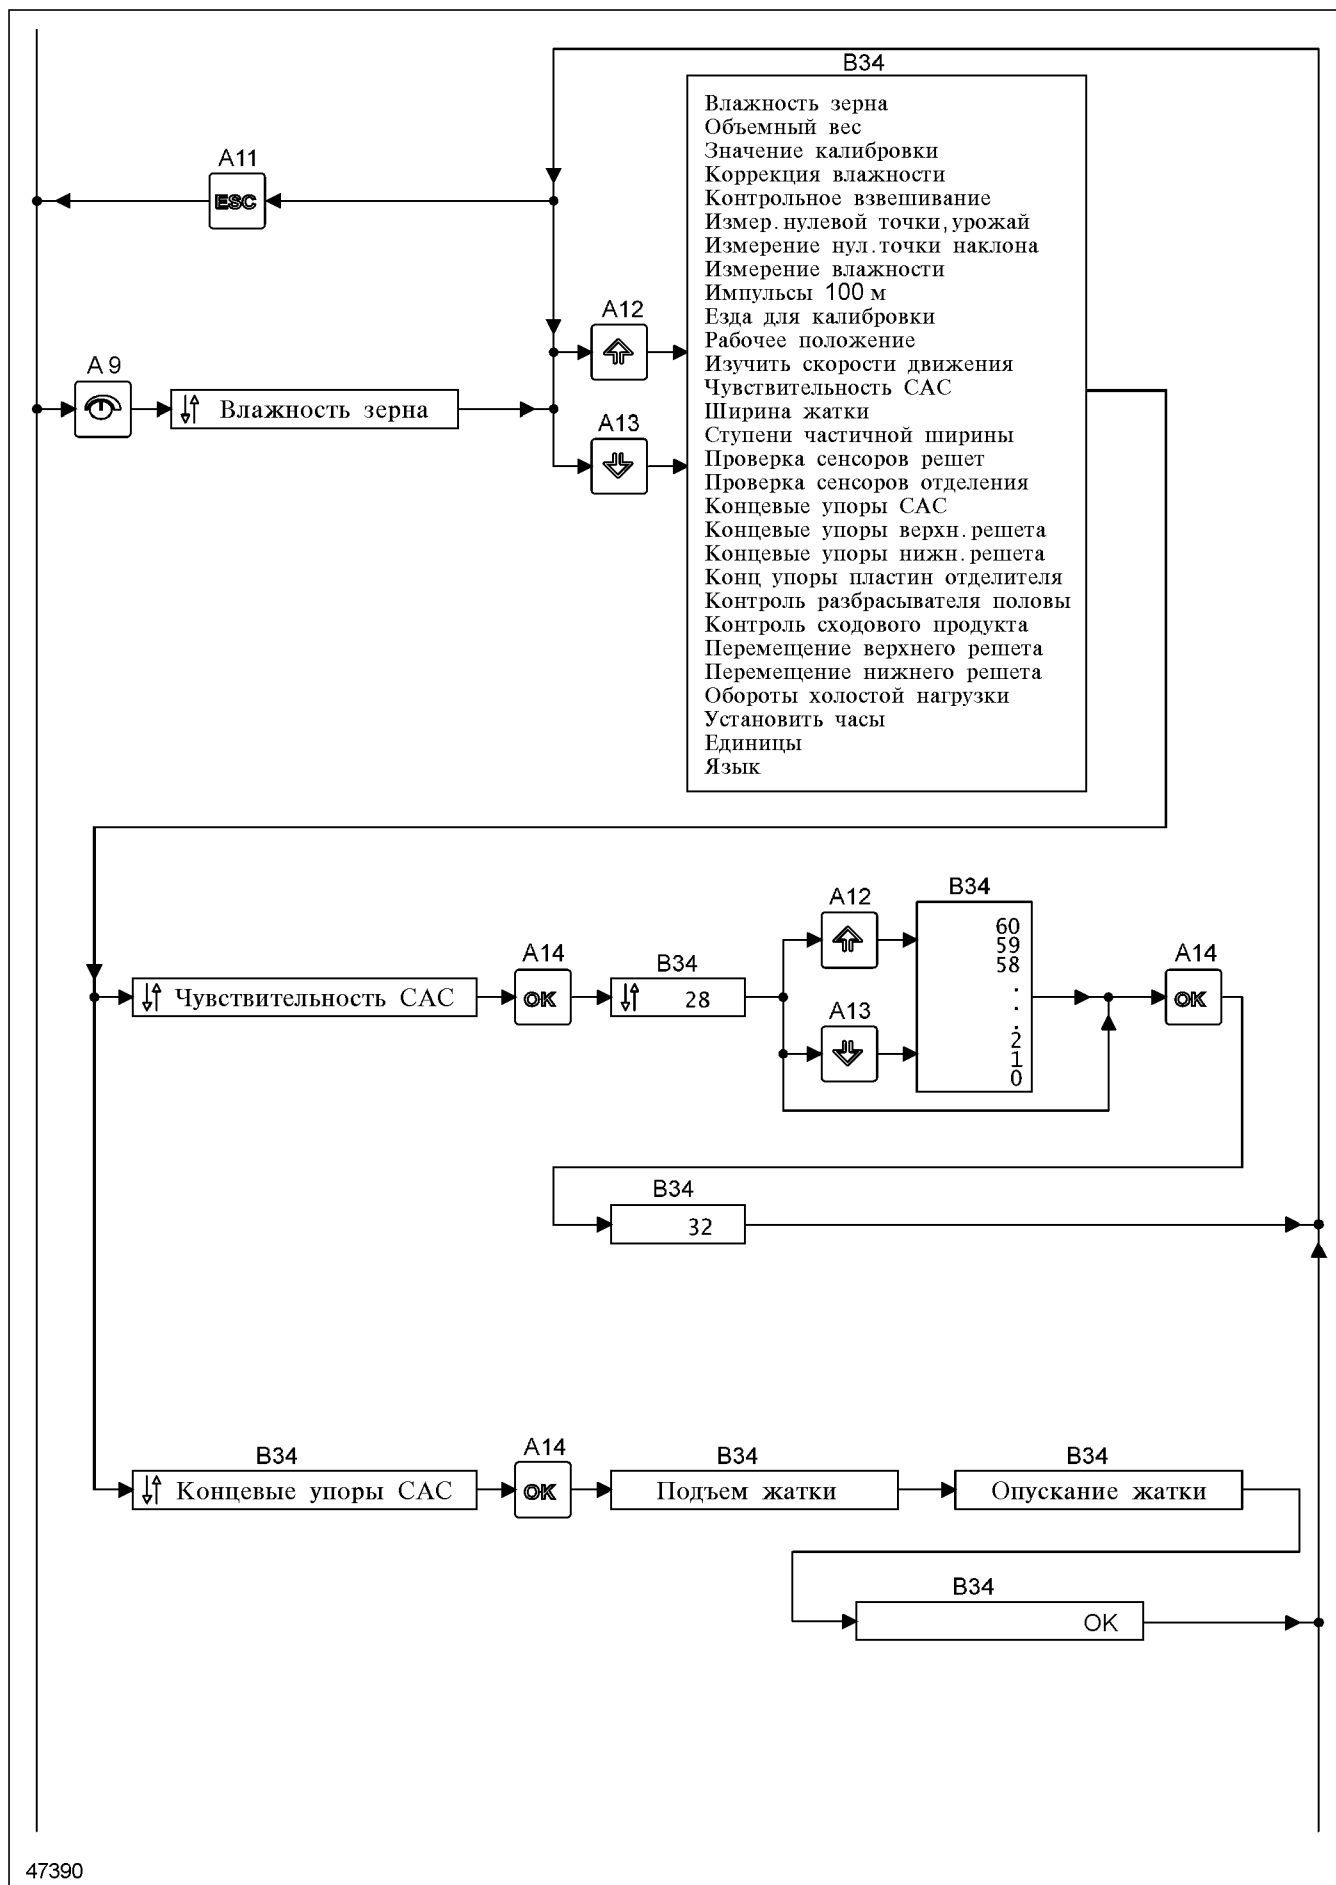 B34
Влажность зерна
Объемный вес
Значение калибровки
Коррекция влажности
Контрольное взвешивание
Измер.нулевой точки,урожай
Измерение нул.точки наклона
Измерение влажности
Импульсы 100 м
Езда для калибровки
Рабочее положение
Изучить скорости движения
Чувствительность САС
Ширина жатки
Ступени частичной ширины
Проверка сенсоров решет
Проверка сенсоров отделения
Концевые упоры САС
Концевые упоры верхн.решета
Концевые упоры нижн.решета
Конц упоры пластин отделителя
Контроль разбрасывателя половы
Контроль сходового продукта
Перемещение верхнего решета
Перемещение нижнего решета
Обороты холостой нагрузки
Установить часы
Единицы
Язык
A11
ESC
A12
A 9
Влажность зерна
A13
Чувствительность САС
A14
OK
B34
28
A12
A13
B34
60
59
58
.
.
.
2
1
0
A14
OK
B34
32
B34
Концевые упоры САС
A14
OK
B34
Подъем жатки
B34
Опускание жатки
B34
OK
47390